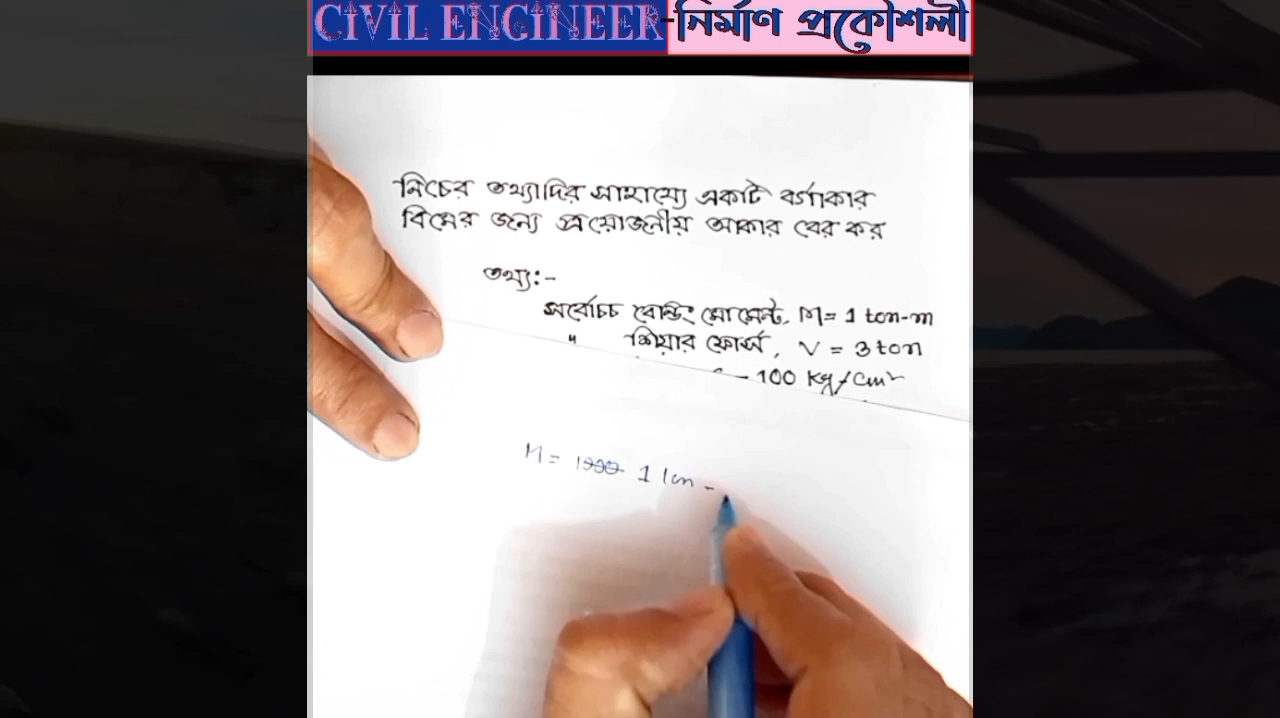 CIVIL ENGINEER-নির্মাণ প্রকৌশলী
নিচের তথ্যাদির সাহায্যে একটি বর্গাকার
বিমের জন্য প্রয়োজনীয় আকার বের কর
তথ্য:-
সর্বোচ্চ বেন্ডিং মোমেন্ট, M= 1 ton-m
" শিয়ার ফোর্স, V = 3 ton
100 Kg/cm²
M = 1 ton -